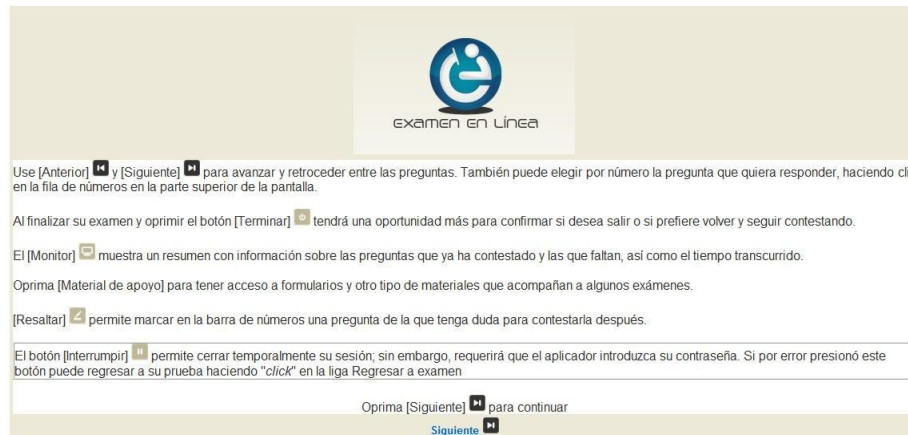 examen en línea
Use [Anterior] y [Siguiente] para avanzar y retroceder entre las preguntas. También puede elegir por número la pregunta que quiera responder, haciendo
en la fila de números en la parte superior de la pantalla.
Al finalizar su examen y oprimir el botón [Terminar] tendrá una oportunidad más para confirmar si desea salir o si prefiere volver y seguir contestando.
El [Monitor] muestra un resumen con información sobre las preguntas que ya ha contestado y las que faltan, así como el tiempo transcurrido.
Oprima [Material de apoyo] para tener acceso a formularios y otro tipo de materiales que acompañan a algunos exámenes.
[Resaltar] permite marcar en la barra de números una pregunta de la que tenga duda para contestarla después.
El botón [Interrumpir] permite cerrar temporalmente su sesión; sin embargo, requerirá que el aplicador introduzca su contraseña. Si por error presionó este
botón puede regresar a su prueba haciendo "click" en la liga Regresar a examen
Oprima [Siguiente] para continuar
Siguiente